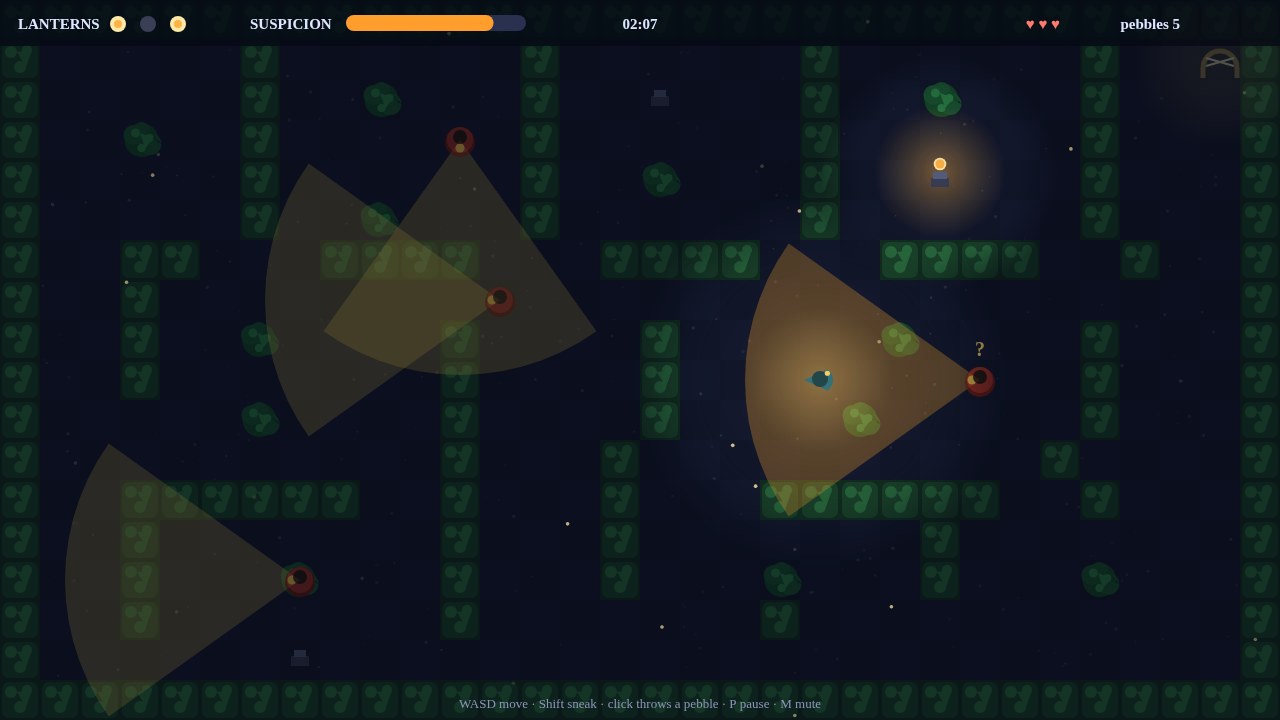 LANTERNS SUSPICION 02:07 ♥ ♥ ♥ pebbles 5
?
WASD move · Shift sneak · click throws a pebble · P pause · M mute